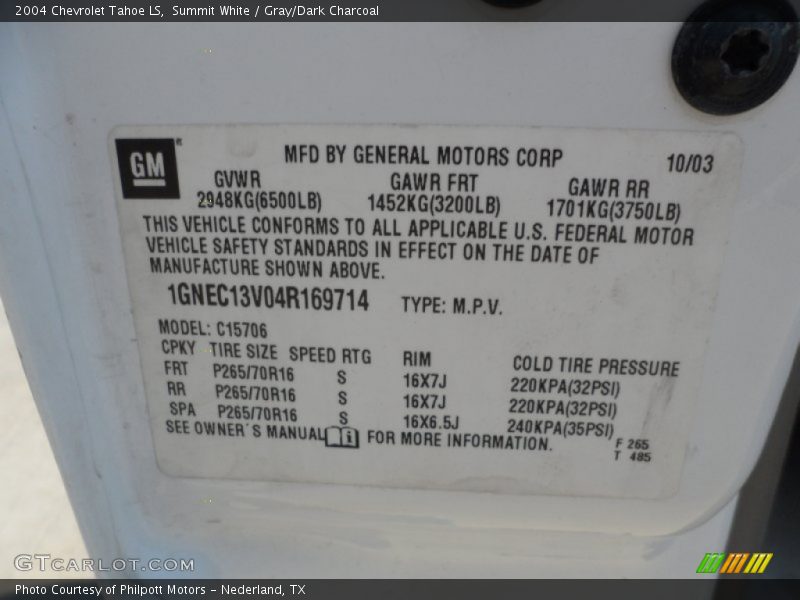 2004 Chevrolet Tahoe LS, Summit White / Gray/Dark Charcoal
GM
MFD BY GENERAL MOTORS CORP 10/03
GVWR GAWR FRT GAWR RR
2948KG(6500LB) 1452KG(3200LB) 1701KG(3750LB)
THIS VEHICLE CONFORMS TO ALL APPLICABLE U.S. FEDERAL MOTOR
VEHICLE SAFETY STANDARDS IN EFFECT ON THE DATE OF
MANUFACTURE SHOWN ABOVE.
1GNEC13V04R169714 TYPE: M.P.V.
MODEL: C15706
CPKY TIRE SIZE SPEED RTG RIM COLD TIRE PRESSURE
FRT P265/70R16 S 16X7J 220KPA(32PSI)
RR P265/70R16 S 16X7J 220KPA(32PSI)
SPA P265/70R16 S 16X6.5J 240KPA(35PSI)
SEE OWNER'S MANUAL FOR MORE INFORMATION.
F 265
T 485
GTCARLOT.COM
Photo Courtesy of Philpott Motors - Nederland, TX